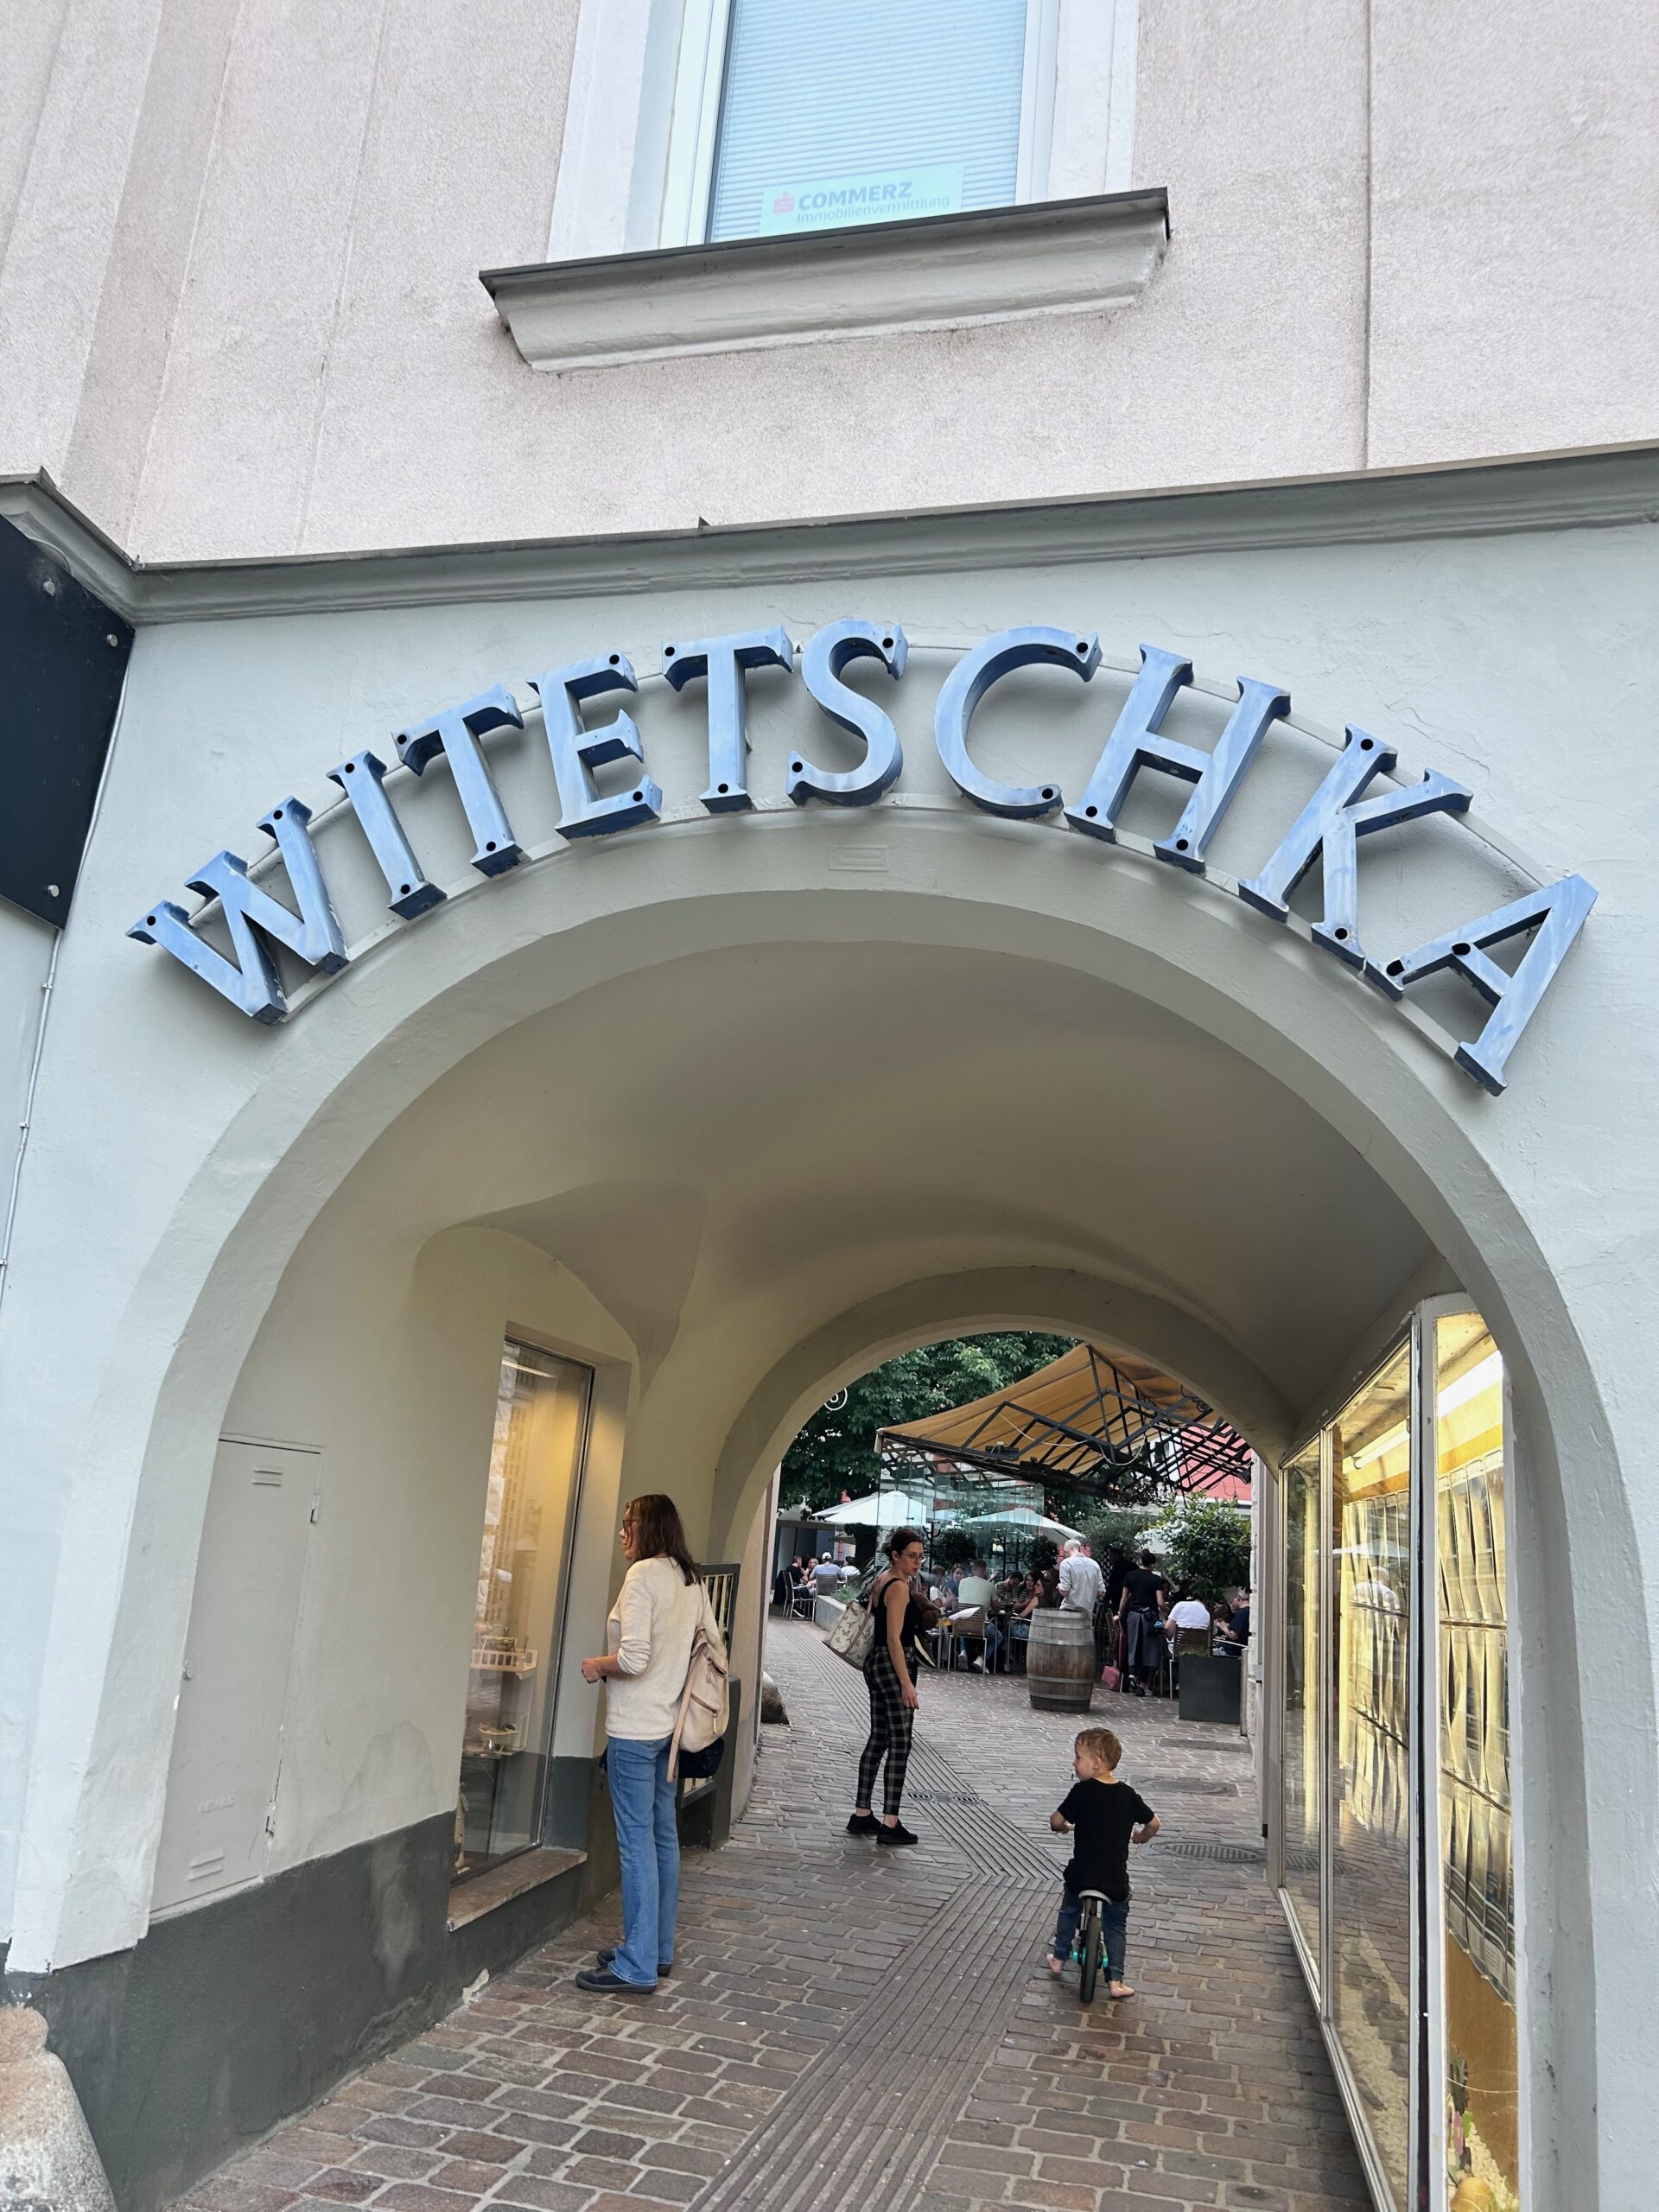 COMMERZ
Immobilienvermittlung
WITETSCHKA